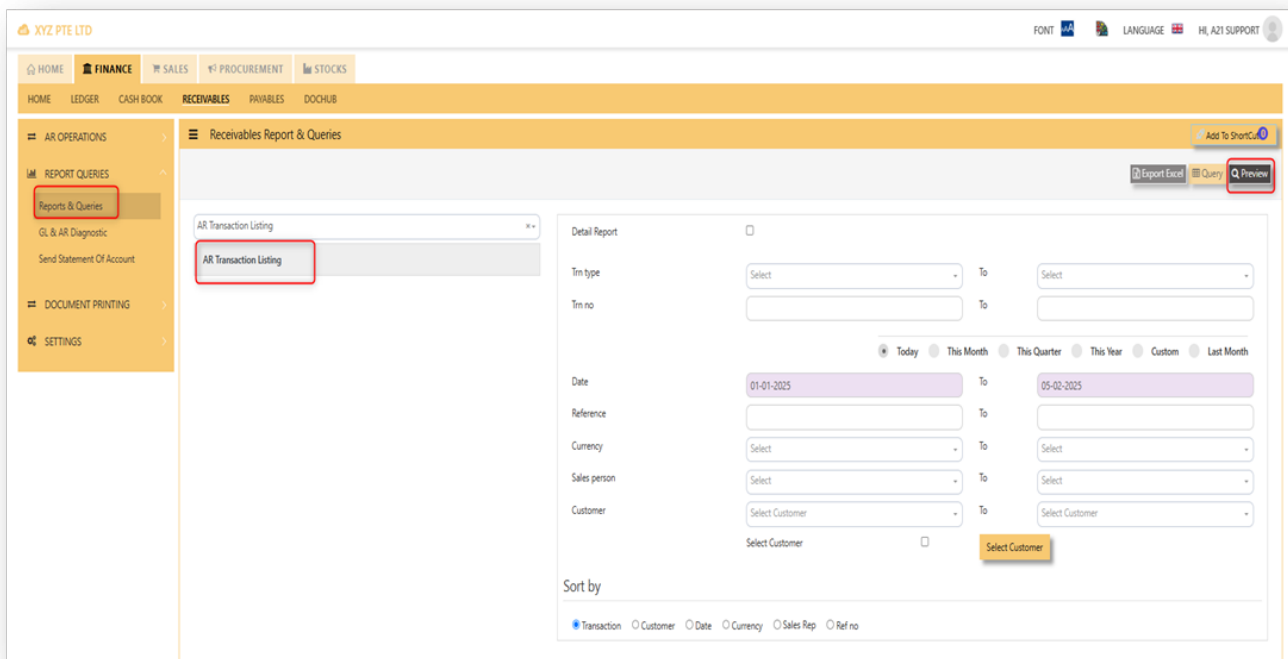 XYZ PTE LTD
FONT LANGUAGE HI, A21 SUPPORT
HOME FINANCE SALES PROCUREMENT STOCKS
HOME LEDGER CASH BOOK RECEIVABLES PAYABLES DOCHUB
AR OPERATIONS
Receivables Report & Queries
Add To ShortCut 0
REPORT QUERIES
Export Excel Query Preview
Reports & Queries
GL & AR Diagnostic
Send Statement Of Account
DOCUMENT PRINTING
SETTINGS
AR Transaction Listing
AR Transaction Listing
Detail Report
Trn type Select To Select
Trn no To
Today This Month This Quarter This Year Custom Last Month
Date 01-01-2025 To 05-02-2025
Reference To
Currency Select To Select
Sales person Select To Select
Customer Select Customer To Select Customer
Select Customer Select Customer
Sort by
Transaction Customer Date Currency Sales Rep Ref no